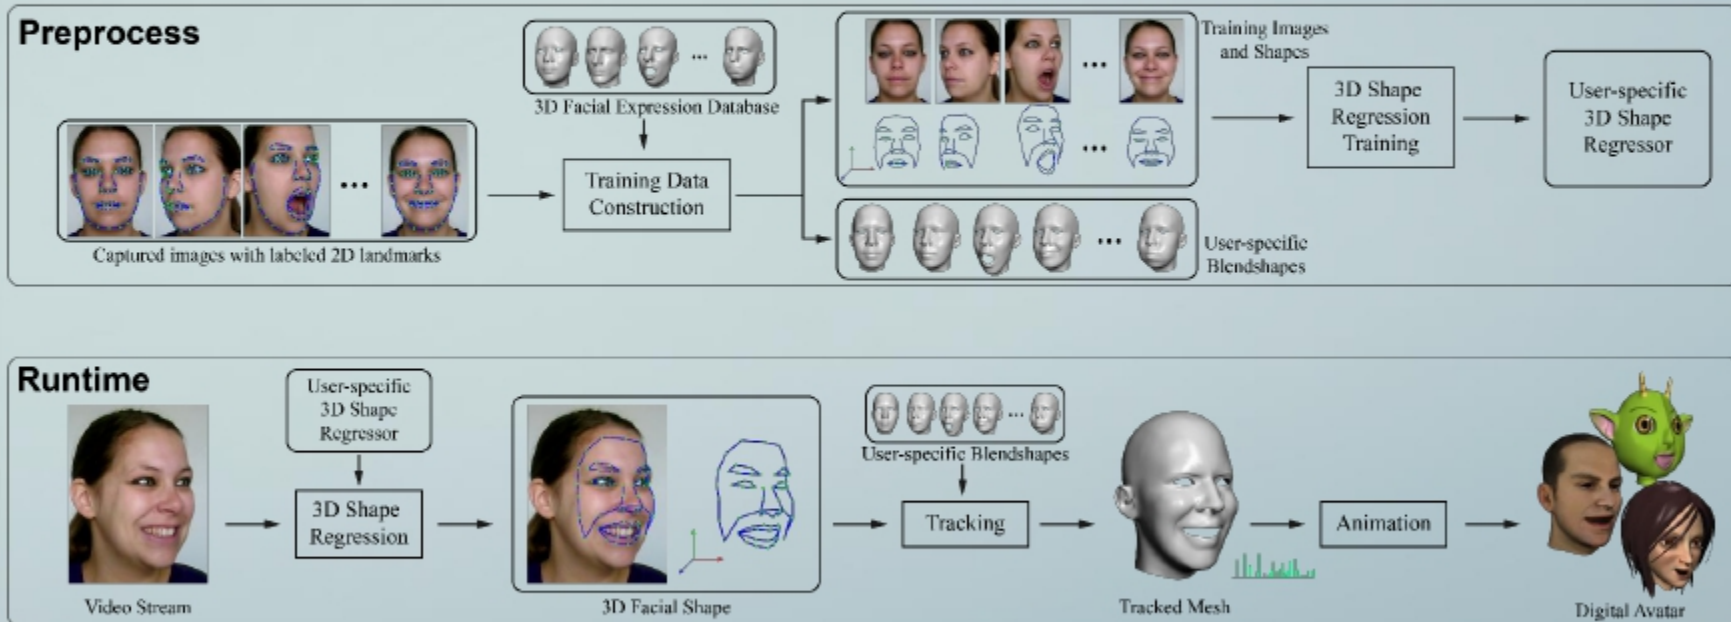 Preprocess
3D Facial Expression Database
Training Images
and Shapes
Captured images with labeled 2D landmarks
Training Data
Construction
3D Shape
Regression
Training
User-specific
3D Shape
Regressor
User-specific
Blendshapes
...
...
...
...
...
Runtime
User-specific
3D Shape
Regressor
3D Shape
Regression
Video Stream
3D Facial Shape
...
User-specific Blendshapes
Tracking
Tracked Mesh
Animation
Digital Avatar